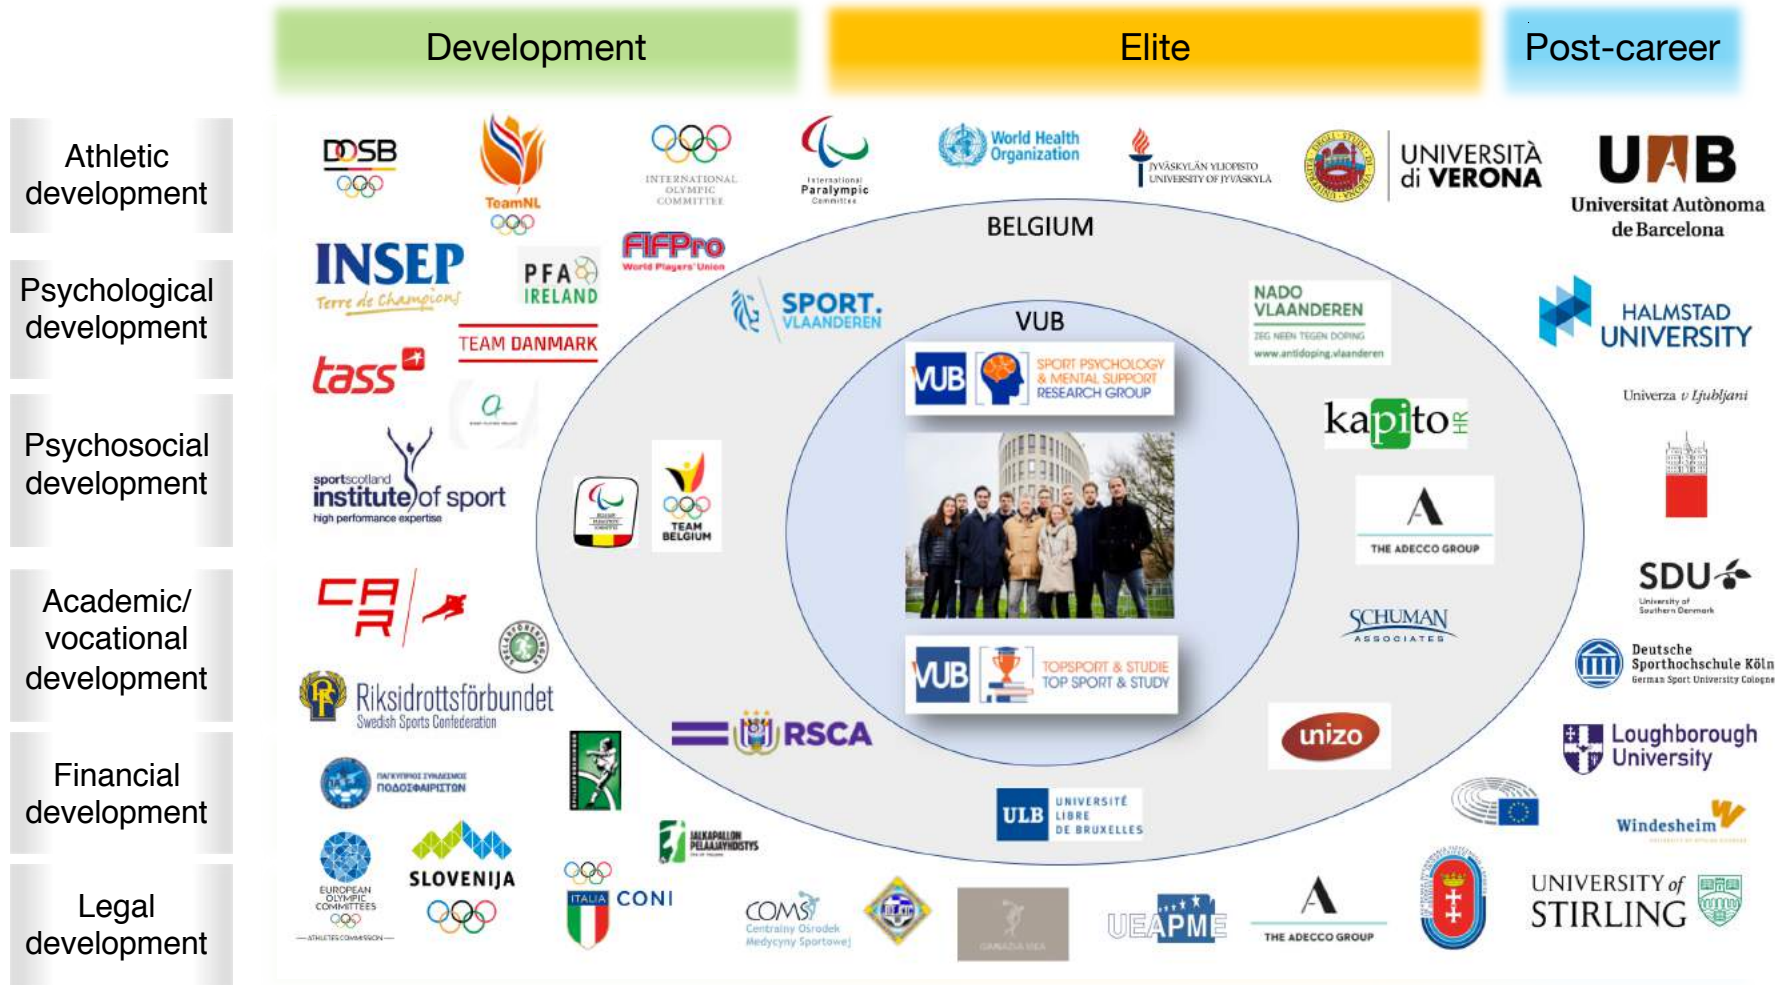 Development
Elite
Post-career
Athletic
development
Psychological
development
Psychosocial
development
Academic/
vocational
development
Financial
development
Legal
development
DOSB
TeamNL
INTERNATIONAL
OLYMPIC
COMMITTEE
International
Paralympic
Committee
World Health
Organization
JYVÄSKYLÄN YLIOPISTO
UNIVERSITY OF JYVÄSKYLÄ
UNIVERSITÀ
di VERONA
UAB
Universitat Autònoma
de Barcelona
INSEP
Terre de Champions
PFA
IRELAND
FIFPro
World Players' Union
BELGIUM
SPORT.
VLAANDEREN
VUB
NADO
VLAANDEREN
ZEG NEEN TEGEN DOPING
www.antidoping.vlaanderen
HALMSTAD
UNIVERSITY
TEAM DANMARK
tass
VUB
SPORT PSYCHOLOGY
& MENTAL SUPPORT
RESEARCH GROUP
kapito HR
Univerza v Ljubljani
sportscotland
institute of sport
high performance expertise
TEAM
BELGIUM
A
THE ADECCO GROUP
SDU
University of
Southern Denmark
CAR
SCHUMAN
ASSOCIATES
Riksidrottsförbundet
Swedish Sports Confederation
VUB
TOPSPORT & STUDIE
TOP SPORT & STUDY
Deutsche
Sporthochschule Köln
German Sport University Cologne
RSCA
unizo
Loughborough
University
ΠΑΓΚΥΠΡΙΟΣ ΣΥΝΔΕΣΜΟΣ
ΠΟΔΟΣΦΑΙΡΙΣΤΩΝ
ULB
UNIVERSITÉ
LIBRE
DE BRUXELLES
Windesheim
JALKAPALLON
PELAAJAYHDISTYS
EUROPEAN
OLYMPIC
COMMITTEES
ATHLETES COMMISSION
SLOVENIJA
ITALIA
CONI
COMS
Centralny Ośrodek
Medycyny Sportowej
UEAPME
A
THE ADECCO GROUP
UNIVERSITY of
STIRLING